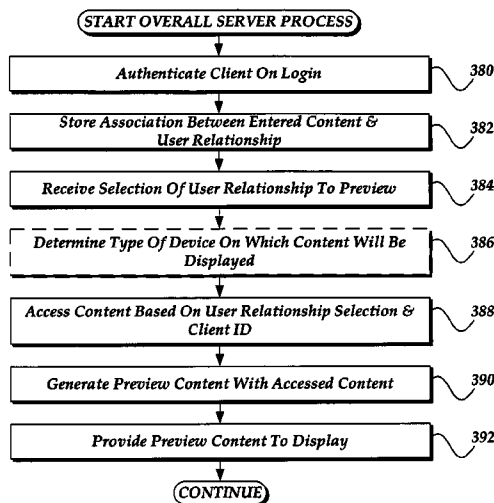 START OVERALL SERVER PROCESS
Authenticate Client On Login
380
Store Association Between Entered Content &
User Relationship
382
Receive Selection Of User Relationship To Preview
384
Determine Type Of Device On Which Content Will Be
Displayed
386
Access Content Based On User Relationship Selection &
Client ID
388
Generate Preview Content With Accessed Content
390
Provide Preview Content To Display
392
CONTINUE